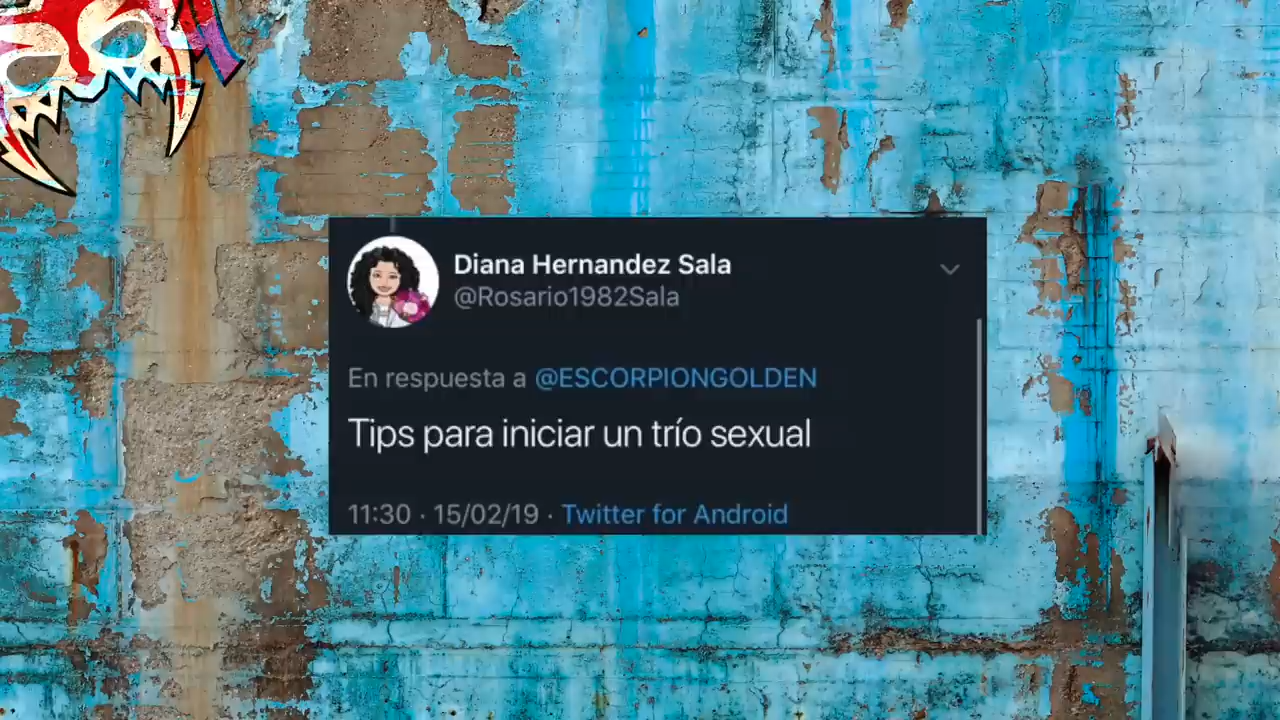 Diana Hernandez Sala
@Rosario1982Sala
En respuesta a @ESCORPIONGOLDEN
Tips para iniciar un trío sexual
11:30 · 15/02/19 · Twitter for Android